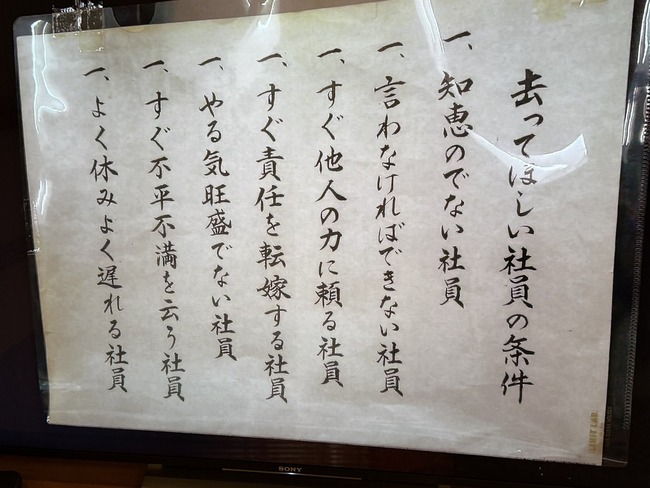 去ってほしい社員の条件
一、知恵のでない社員
一、言わなければできない社員
一、すぐ他人の力に頼る社員
一、すぐ責任を転嫁する社員
一、やる気旺盛でない社員
一、すぐ不平不満を云う社員
一、よく休みよく遅れる社員
SONY